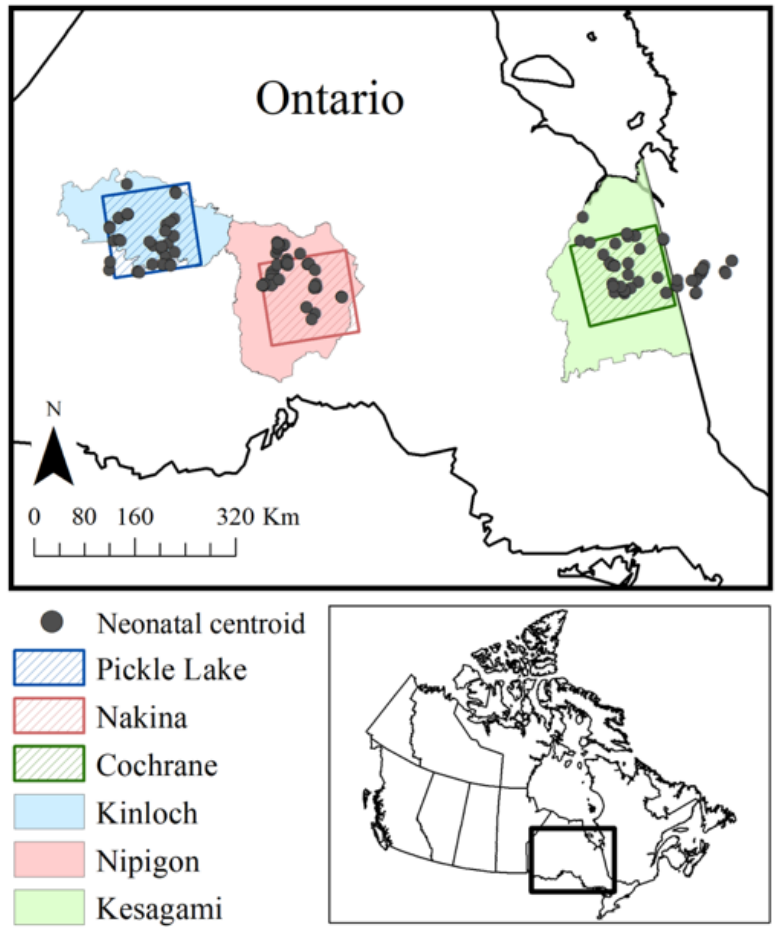 Ontario
N
0 80 160 320 Km
Neonatal centroid
Pickle Lake
Nakina
Cochrane
Kinloch
Nipigon
Kesagami